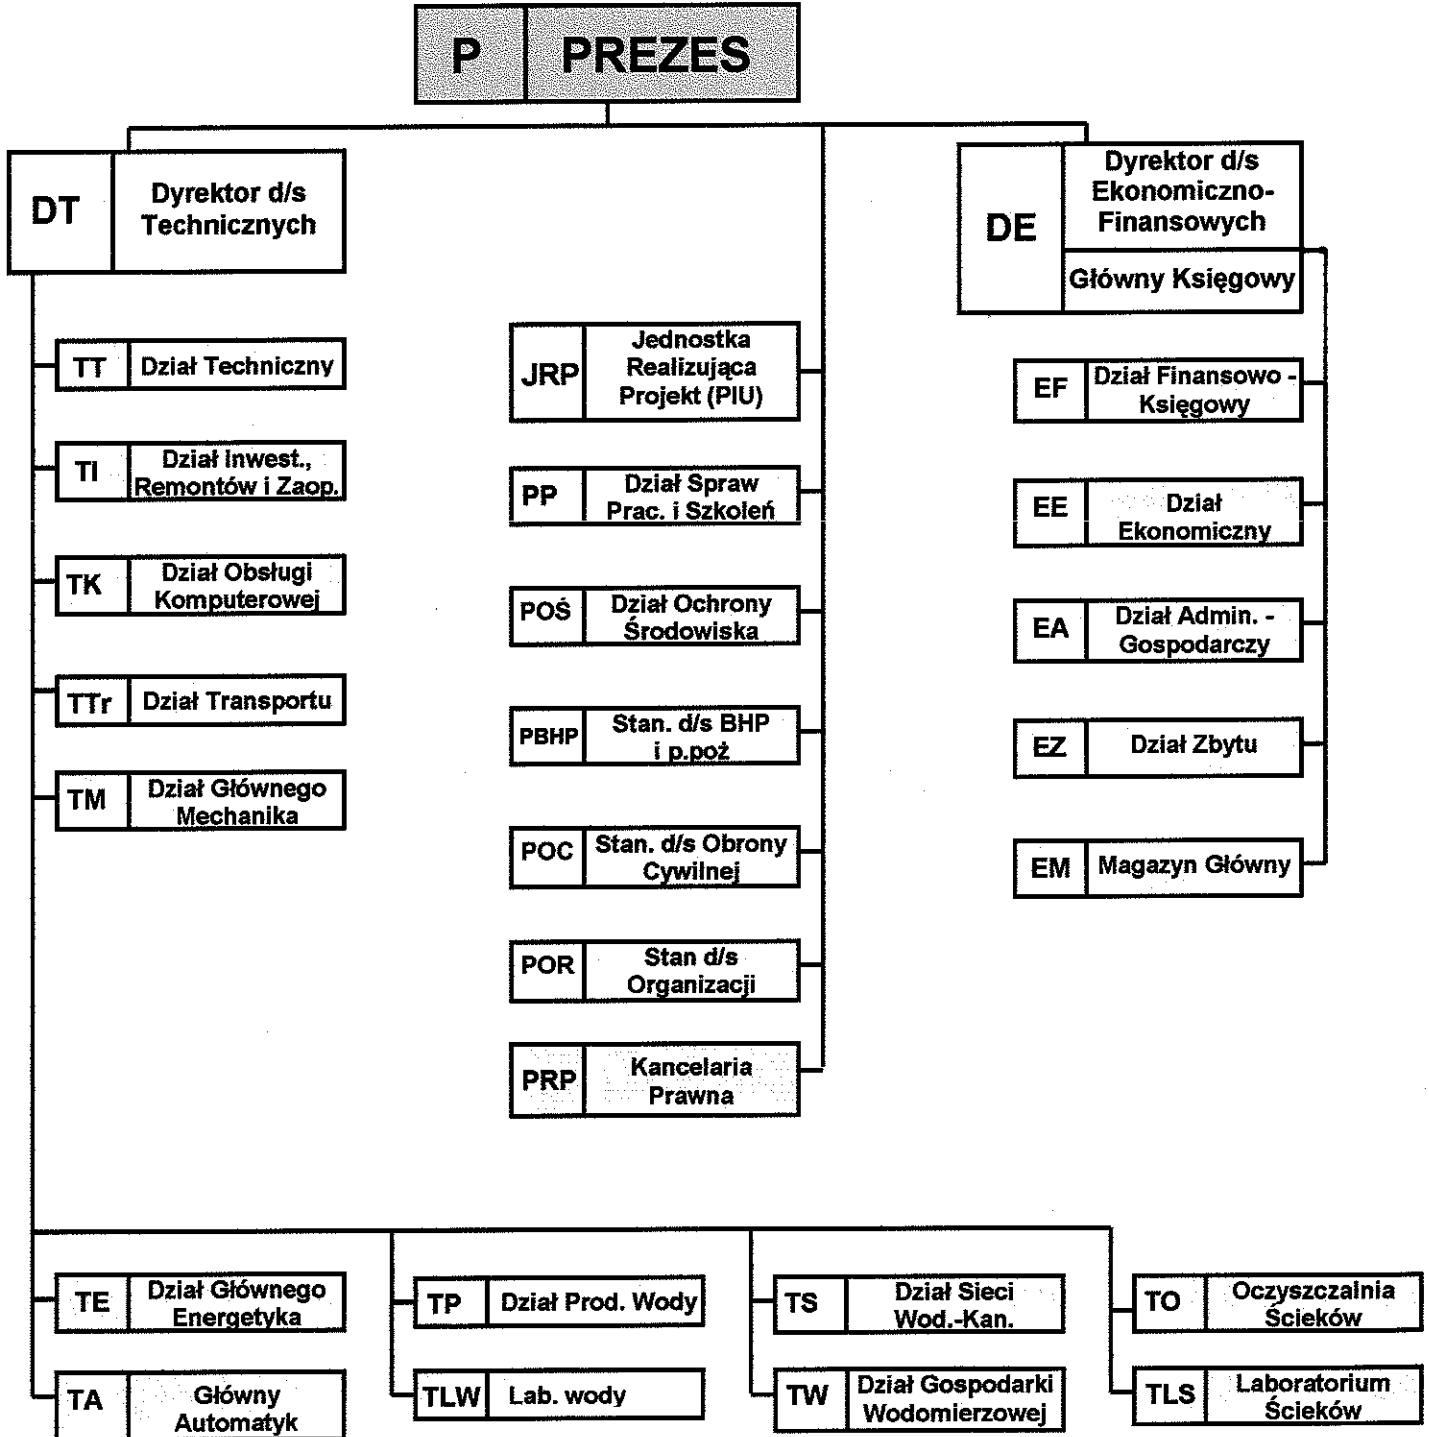 P PREZES
DT
Dyrektor d/s
Technicznych
DE
Dyrektor d/s
Ekonomiczno-
Finansowych
Główny Księgowy
TT Dział Techniczny
TI
Dział Inwest.,
Remontów i Zaop.
TK
Dział Obsługi
Komputerowej
TTr Dział Transportu
TM
Dział Głównego
Mechanika
JRP
Jednostka
Realizująca
Projekt (PIU)
PP
Dział Spraw
Prac. i Szkoleń
POŚ
Dział Ochrony
Środowiska
PBHP
Stan. d/s BHP
i p.poż
POC
Stan. d/s Obrony
Cywilnej
POR
Stan d/s
Organizacji
PRP
Kancelaria
Prawna
EF
Dział Finansowo -
Księgowy
EE
Dział
Ekonomiczny
EA
Dział Admin. -
Gospodarczy
EZ Dział Zbytu
EM Magazyn Główny
TE
Dział Głównego
Energetyka
TA
Główny
Automatyk
TP Dział Prod. Wody
TLW Lab. wody
TS
Dział Sieci
Wod.-Kan.
TW
Dział Gospodarki
Wodomierzowej
TO
Oczyszczalnia
Ścieków
TLS
Laboratorium
Ścieków